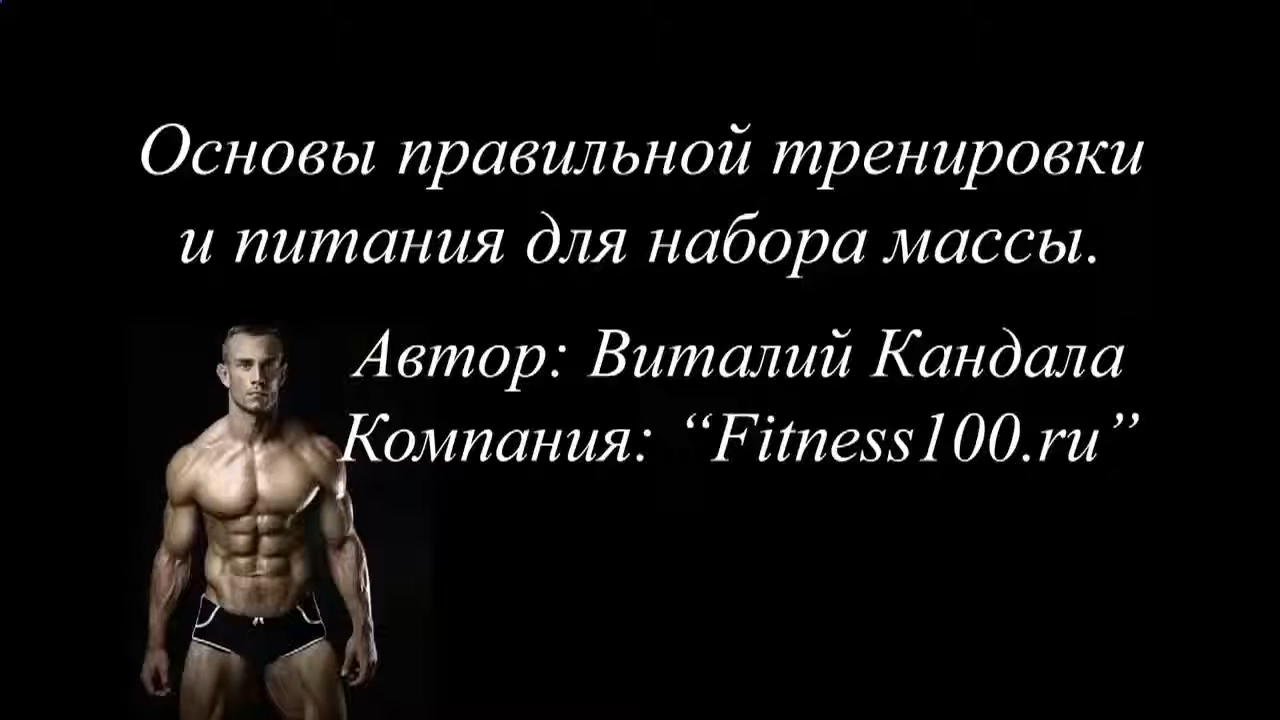 Основы правильной тренировки
и питания для набора массы.
Автор: Виталий Кандала
Компания: “Fitness100.ru”